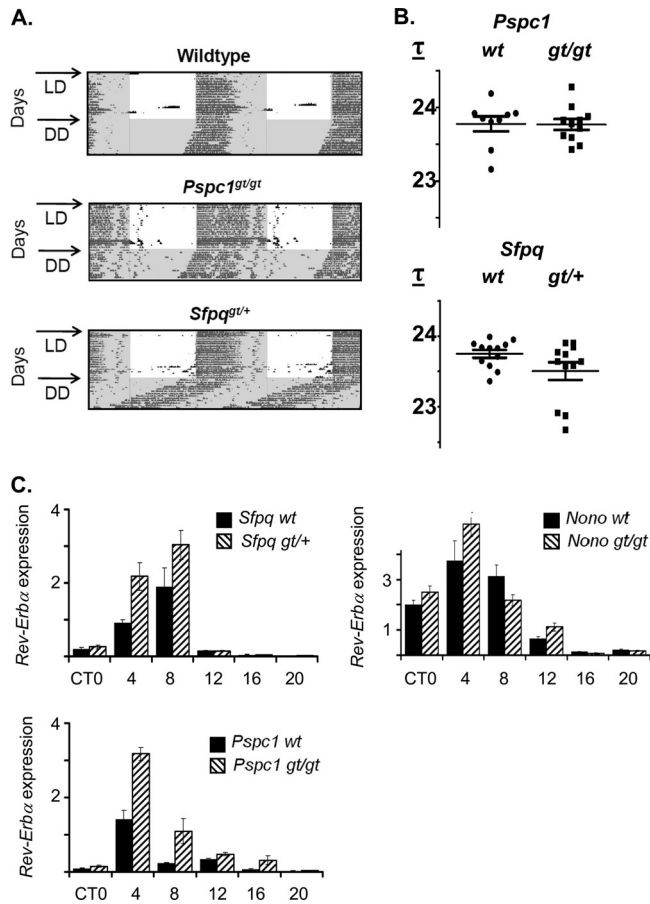 A.
Wildtype
Days
LD
DD
Pspc1gt/gt
Days
LD
DD
Sfpqgt/+
Days
LD
DD
B.
Pspc1
τ wt gt/gt
24
23
Sfpq
τ wt gt/+
24
23
C.
Rev-Erbα expression
4
2
Sfpq wt
Sfpq gt/+
CT0 4 8 12 16 20
Rev-Erbα expression
3
1
Nono wt
Nono gt/gt
CT0 4 8 12 16 20
Rev-Erbα expression
4
2
Pspc1 wt
Pspc1 gt/gt
CT0 4 8 12 16 20